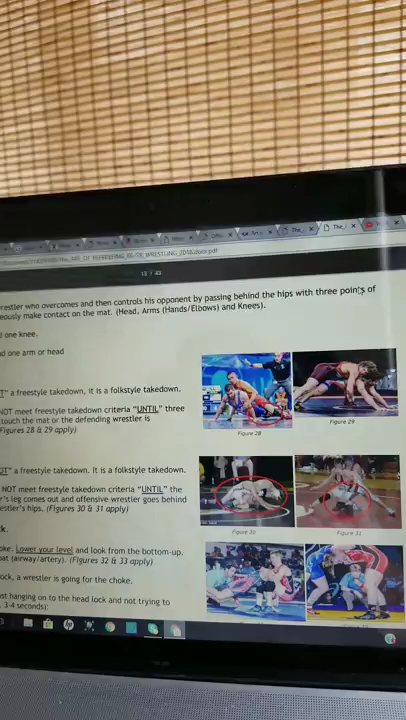 13 / 43
restler who overcomes and then controls his opponent by passing behind the hips with three points of
eously make contact on the mat. (Head, Arms (Hands/Elbows) and Knees).
one knee.
d one arm or head
T" a freestyle takedown, it is folkstyle takedown.
NOT meet freestyle takedown criteria "UNTIL" three
touch the mat or the defending wrestler is
Figures 28 & 29 apply)
Figure 28
Figure 29
OT" a freestyle takedown. It is a folkstyle takedown.
NOT meet freestyle takedown criteria "UNTIL" the
r's leg comes out and offensive wrestler goes behind
estler's hips. (Figures 30 & 31 apply)
Figure 30
Figure 31
k.
oke. Lower your level and look from the bottom-up.
oat (airway/artery). (Figures 32 & 33 apply)
ock, a wrestler is going for the choke.
st hanging on to the head lock and not trying to
3-4 seconds):